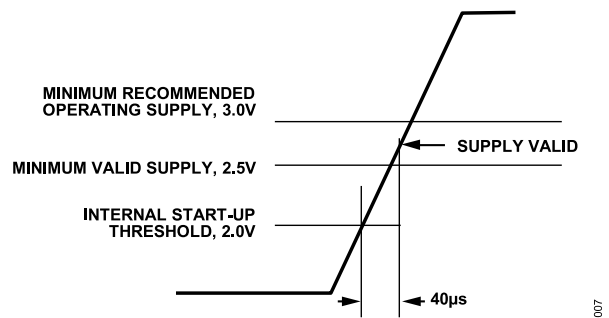 MINIMUM RECOMMENDED
OPERATING SUPPLY, 3.0V
SUPPLY VALID
MINIMUM VALID SUPPLY, 2.5V
INTERNAL START-UP
THRESHOLD, 2.0V
40µs
007